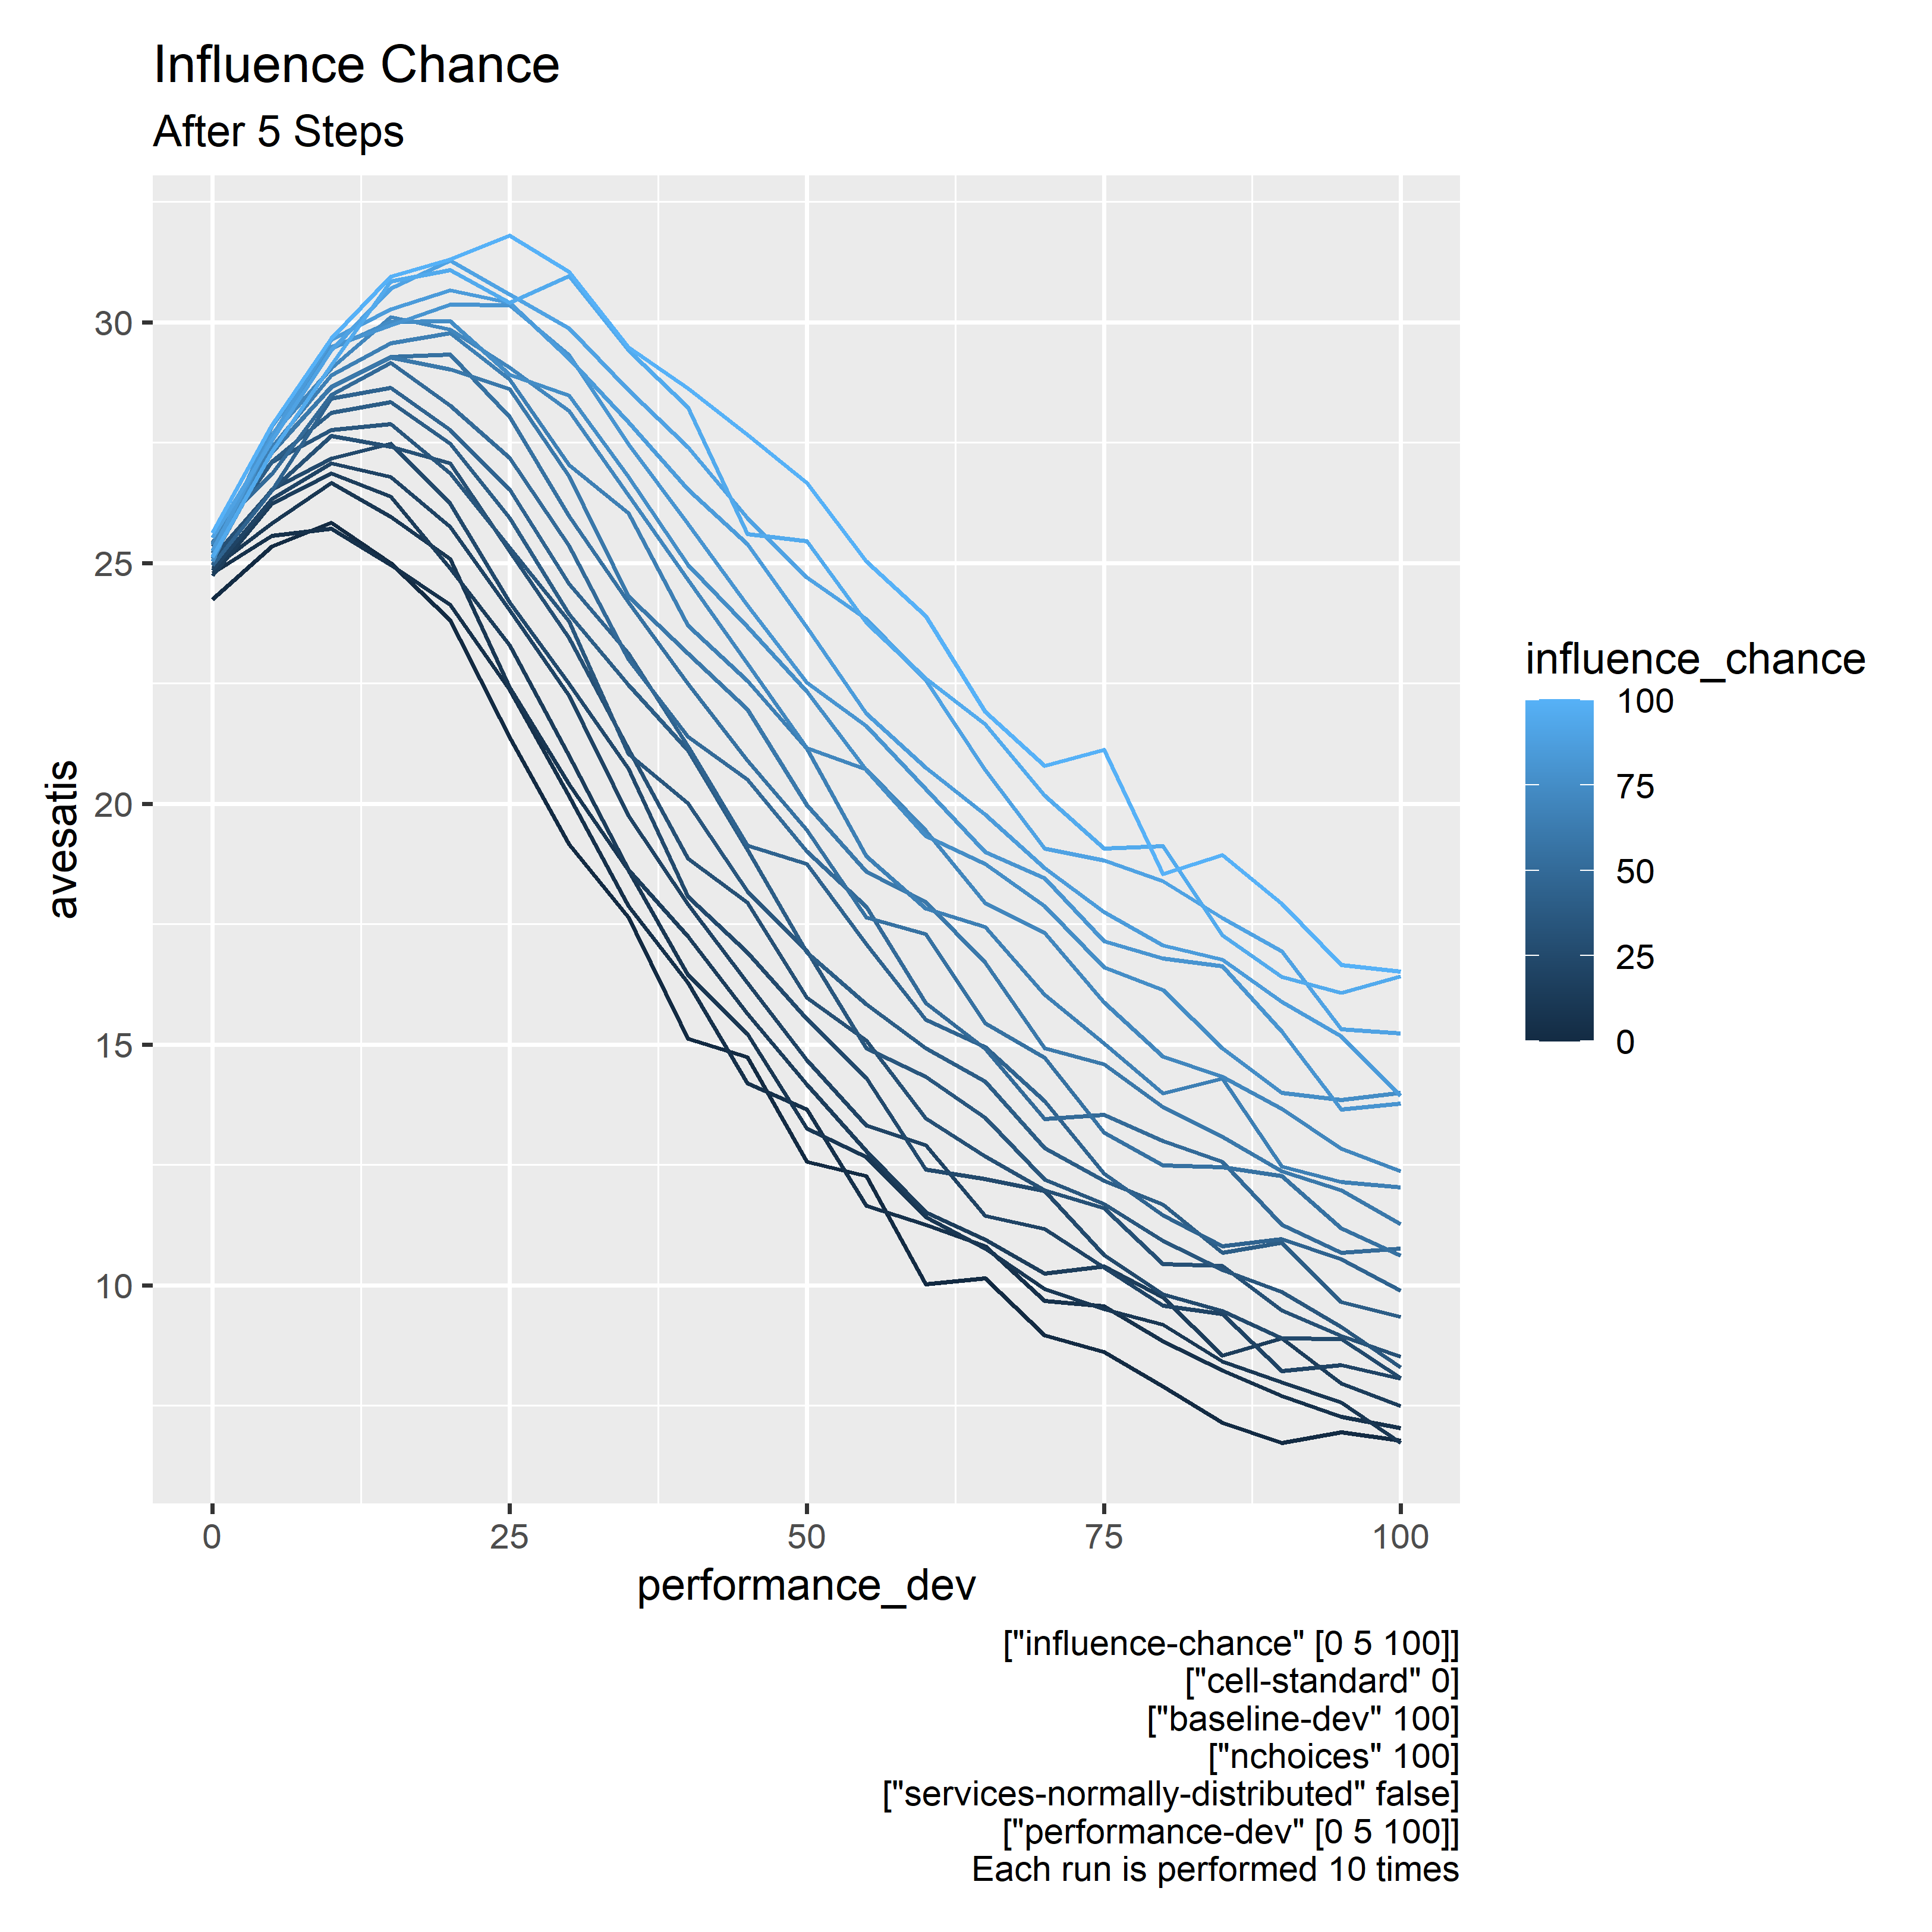 Influence Chance
After 5 Steps
30
25
20
15
10
avesatis
0
25
50
75
100
performance_dev
influence_chance
100
75
50
25
0
["influence-chance" [0 5 100]]
["cell-standard" 0]
["baseline-dev" 100]
["nchoices" 100]
["services-normally-distributed" false]
["performance-dev" [0 5 100]]
Each run is performed 10 times